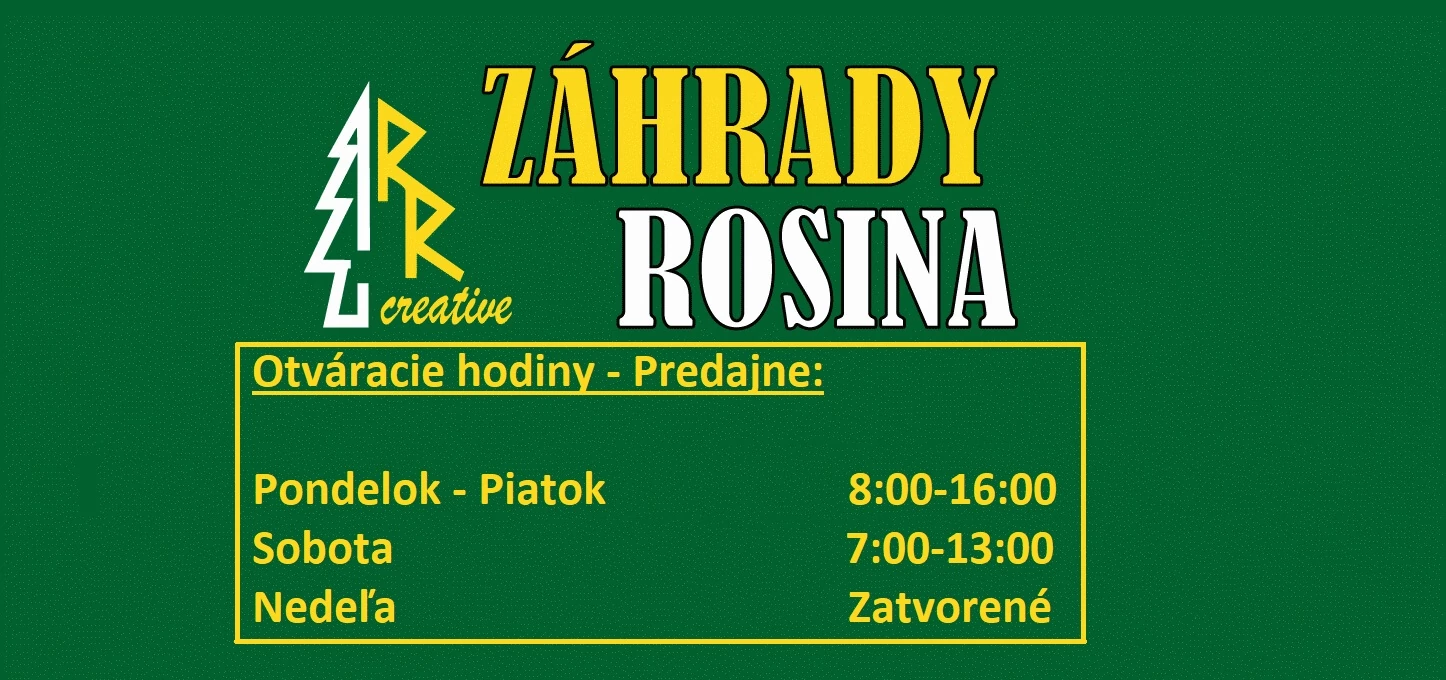 ZÁHRADY
ROSINA
RR
creative
Otváracie hodiny - Predajne:
Pondelok - Piatok 8:00-16:00
Sobota 7:00-13:00
Nedeľa Zatvorené